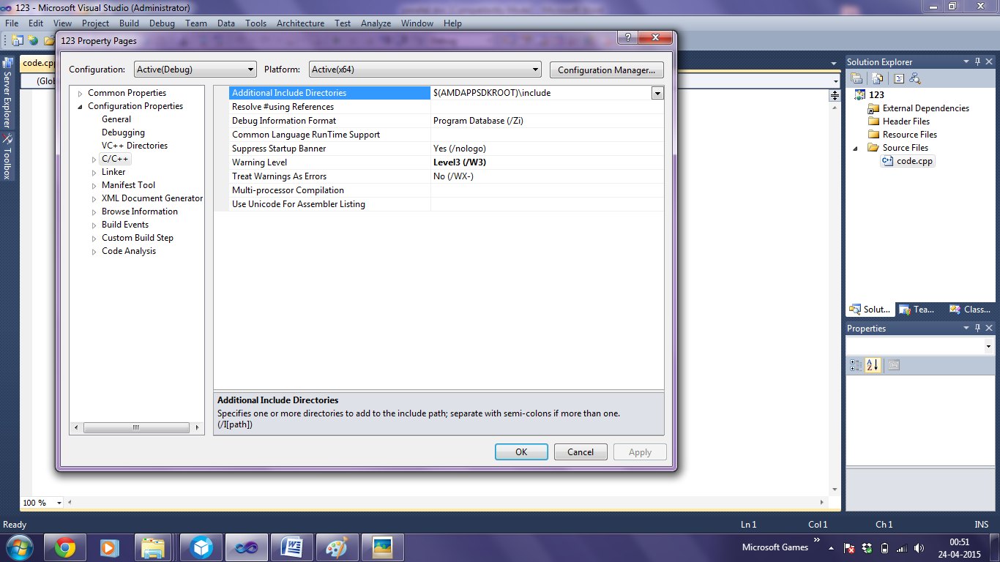 123 - Microsoft Visual Studio (Administrator)
File Edit View Project Build Debug Team Data Tools Architecture Test Analyze Window Help
123 Property Pages
Configuration: Active(Debug) Platform: Active(x64) Configuration Manager...
Common Properties
Configuration Properties
General
Debugging
VC++ Directories
C/C++
Linker
Manifest Tool
XML Document Generator
Browse Information
Build Events
Custom Build Step
Code Analysis
Additional Include Directories $(AMDAPPSDKROOT)\include
Resolve #using References
Debug Information Format Program Database (/Zi)
Common Language RunTime Support
Suppress Startup Banner Yes (/nologo)
Warning Level Level3 (/W3)
Treat Warnings As Errors No (/WX-)
Multi-processor Compilation
Use Unicode For Assembler Listing
Additional Include Directories
Specifies one or more directories to add to the include path; separate with semi-colons if more than one.
(/I[path])
OK Cancel Apply
code.cpp
(Glob
Server Explorer
Toolbox
Solution Explorer
123
External Dependencies
Header Files
Resource Files
Source Files
code.cpp
Solut... Tea... Class...
Properties
100 %
Ready Ln 1 Col 1 Ch 1 INS
Microsoft Games
00:51
24-04-2015